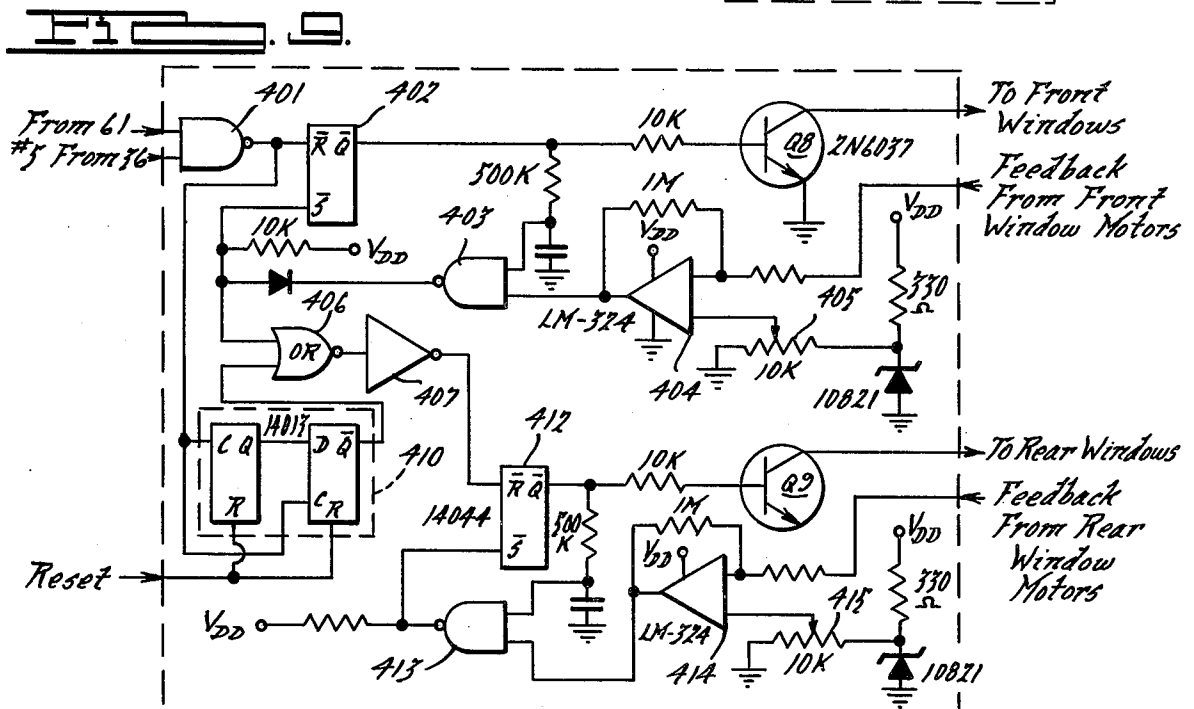 Fig. 9.
401
402
From 61
#5 From 36
R̅ Q̅
S̅
10K
Q8
2N6037
To Front
Windows
500K
1M
Feedback
From Front
Window Motors
VDD
10K
VDD
403
VDD
LM-324
404
405
10K
330
Ω
10821
406
OR
407
14013
C Q
R
D Q̅
C R
410
412
R̅ Q̅
S̅
14044
10K
Q9
To Rear Windows
500
K
1M
Feedback
From Rear
Window
Motors
VDD
VDD
330
Ω
Reset
VDD
413
LM-324
414
415
10K
10821